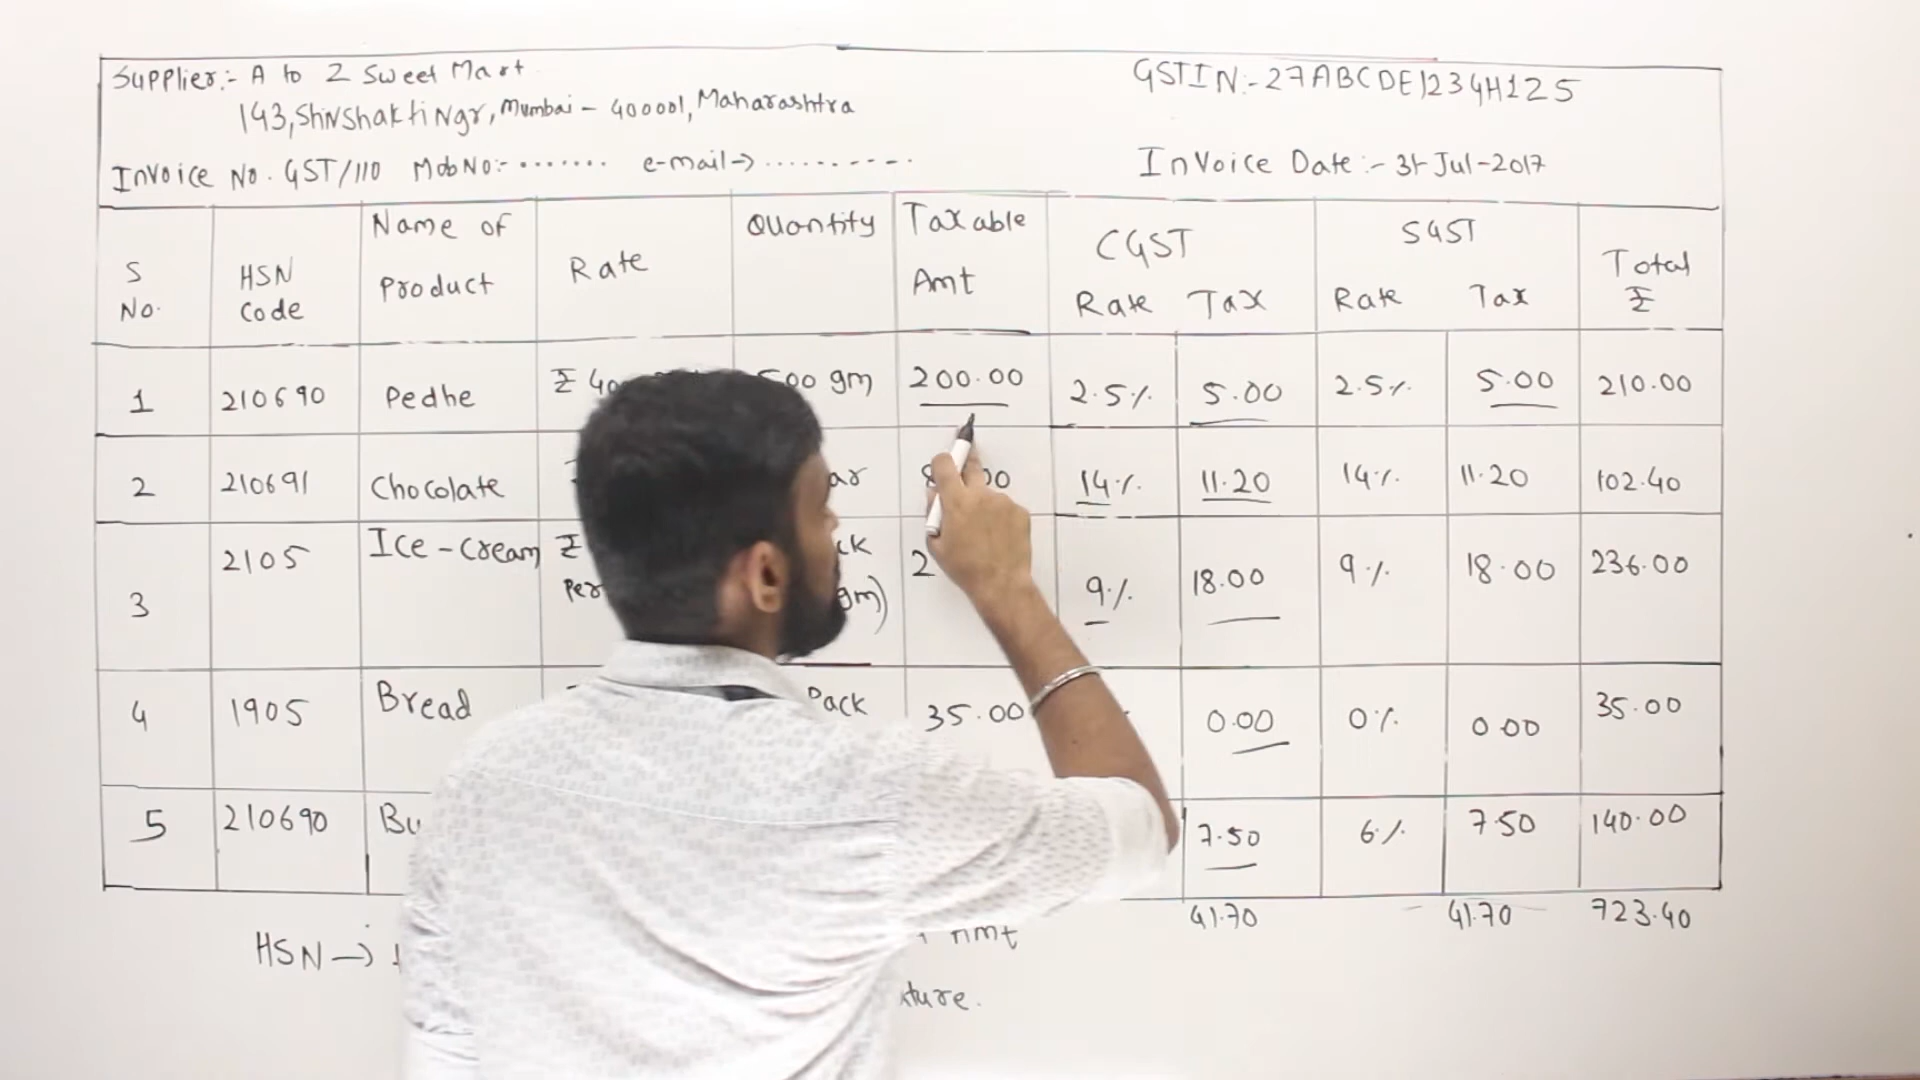 Supplier:- A to Z Sweet Mart
GSTIN:- 27ABCDE1234H1Z5
143, Shivshakti Ngr, Mumbai - 400001, Maharashtra
Invoice No. GST/110 Mob No:- ....... e-mail→ ..........
Invoice Date:- 31-Jul-2017
S No. HSN Code Name of Product Rate Quantity Taxable Amt CGST Rate Tax SGST Rate Tax Total ₹
1 210690 Pedhe ₹ 500 gm 200.00 2.5% 5.00 2.5% 5.00 210.00
2 210691 Chocolate 14% 11.20 14% 11.20 102.40
3 2105 Ice-cream ₹ Per gm) 9% 18.00 9% 18.00 236.00
4 1905 Bread Pack 35.00 0.00 0% 0.00 35.00
5 210690 7.50 6% 7.50 140.00
41.70 41.70 723.40
HSN →